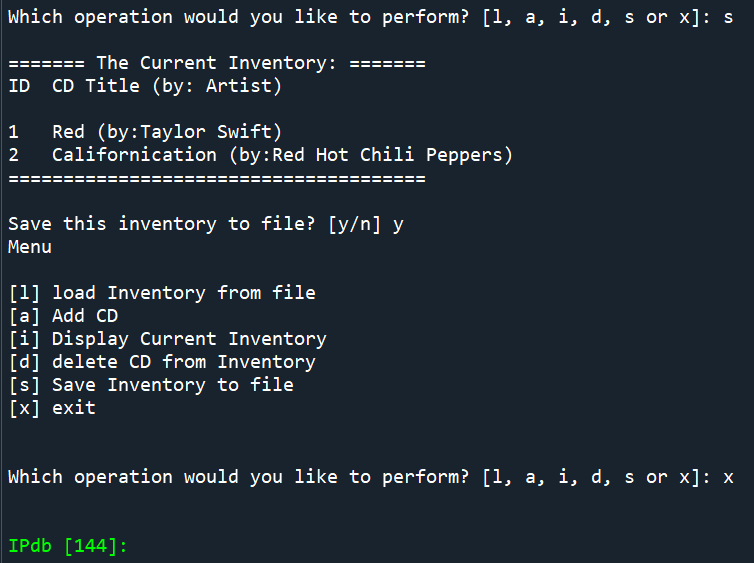 Which operation would you like to perform? [l, a, i, d, s or x]: s
======= The Current Inventory: =======
ID  CD Title (by: Artist)
1   Red (by:Taylor Swift)
2   Californication (by:Red Hot Chili Peppers)
======================================
Save this inventory to file? [y/n] y
Menu
[l] load Inventory from file
[a] Add CD
[i] Display Current Inventory
[d] delete CD from Inventory
[s] Save Inventory to file
[x] exit
Which operation would you like to perform? [l, a, i, d, s or x]: x
IPdb [144]: